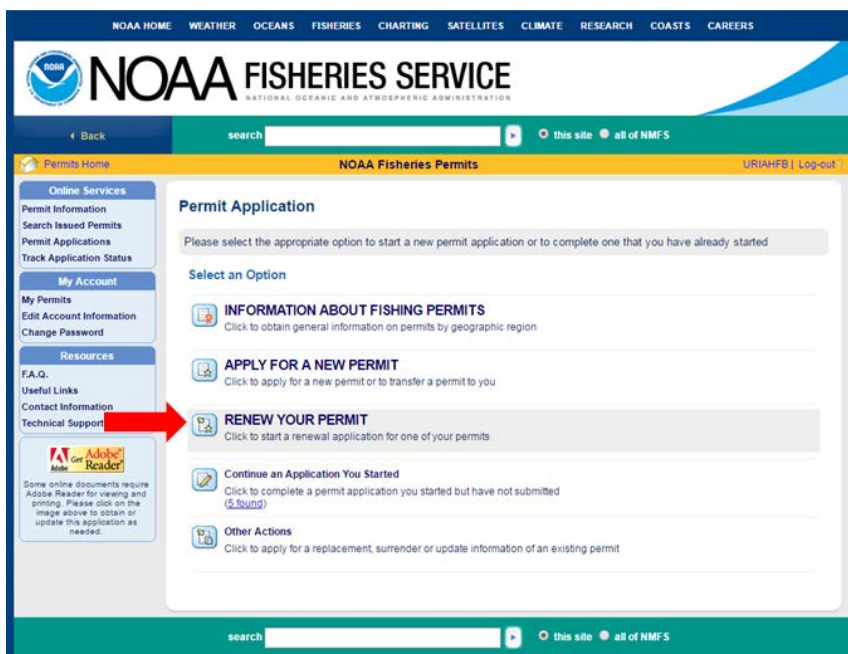 NOAA HOME WEATHER OCEANS FISHERIES CHARTING SATELLITES CLIMATE RESEARCH COASTS CAREERS
NOAA
NOAA FISHERIES SERVICE
NATIONAL OCEANIC AND ATMOSPHERIC ADMINISTRATION
Back search this site all of NMFS
Permits Home NOAA Fisheries Permits URIAHFB | Log-out
Online Services
Permit Information
Search Issued Permits
Permit Applications
Track Application Status
My Account
My Permits
Edit Account Information
Change Password
Resources
F.A.Q.
Useful Links
Contact Information
Technical Support
Adobe
Get Adobe
Reader
Some online documents require
Adobe Reader for viewing and
printing. Please click on the
image above to obtain or
update this application as
needed.
Permit Application
Please select the appropriate option to start a new permit application or to complete one that you have already started
Select an Option
INFORMATION ABOUT FISHING PERMITS
Click to obtain general information on permits by geographic region
APPLY FOR A NEW PERMIT
Click to apply for a new permit or to transfer a permit to you
RENEW YOUR PERMIT
Click to start a renewal application for one of your permits
Continue an Application You Started
Click to complete a permit application you started but have not submitted
(5 found)
Other Actions
Click to apply for a replacement, surrender or update information of an existing permit
search this site all of NMFS